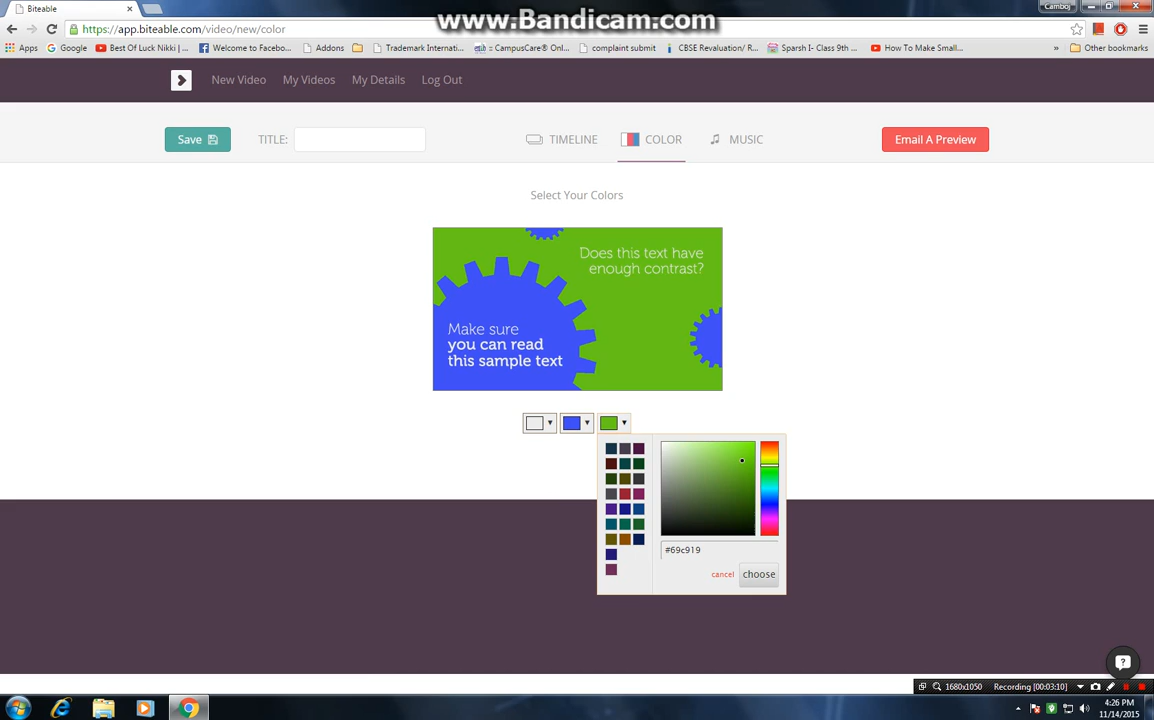 Biteable
www.Bandicam.com
Camboj
https://app.biteable.com/video/new/color
Apps
Google
Best Of Luck Nikki | ...
Welcome to Facebo...
Addons
Trademark Internati...
:: CampusCare® Onl...
complaint submit
CBSE Revaluation/ R...
Sparsh I- Class 9th ...
How To Make Small...
»
Other bookmarks
New Video
My Videos
My Details
Log Out
Save
TITLE:
TIMELINE
COLOR
MUSIC
Email A Preview
Select Your Colors
Does this text have
enough contrast?
Make sure
you can read
this sample text
#69c919
cancel
choose
1680x1050
Recording [00:03:10]
4:26 PM
11/14/2015